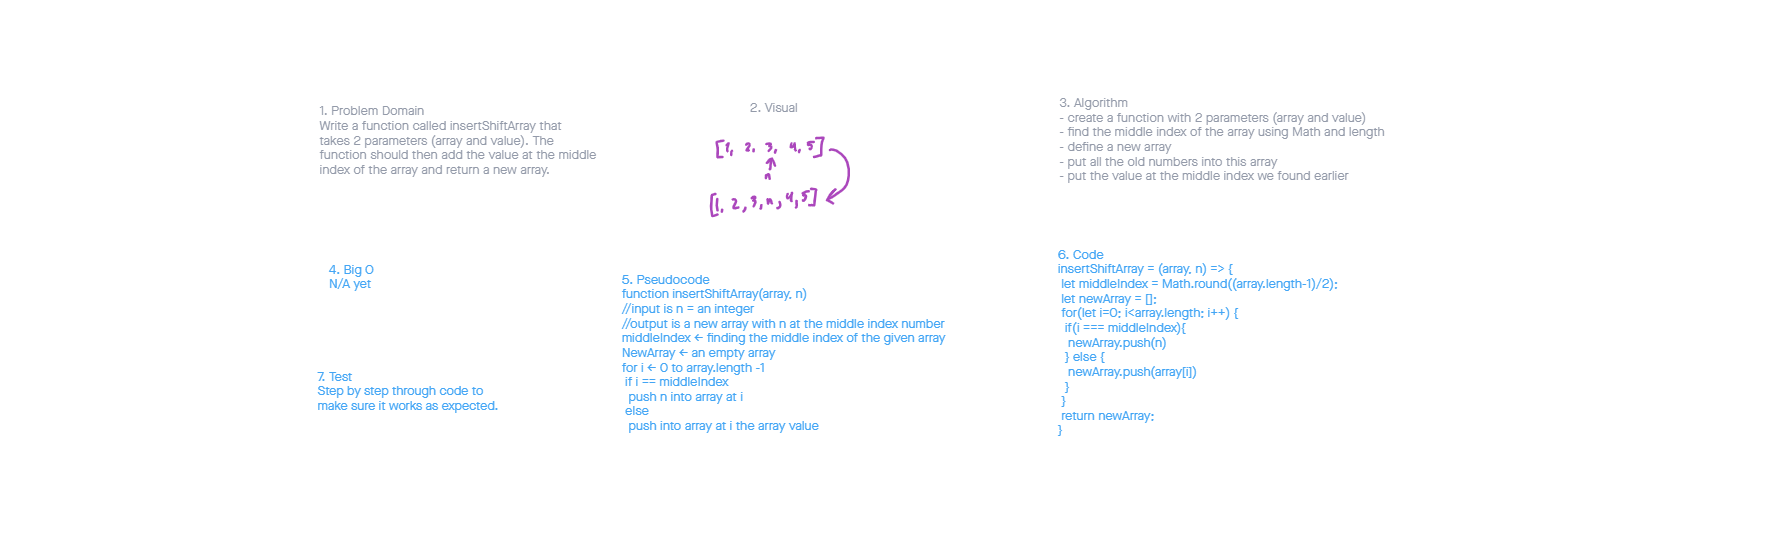 1. Problem Domain
Write a function called insertShiftArray that
takes 2 parameters (array and value). The
function should then add the value at the middle
index of the array and return a new array.
2. Visual
[1, 2, 3, 4, 5]
n
[1, 2, 3, n, 4, 5]
3. Algorithm
- create a function with 2 parameters (array and value)
- find the middle index of the array using Math and length
- define a new array
- put all the old numbers into this array
- put the value at the middle index we found earlier
4. Big O
N/A yet
5. Pseudocode
function insertShiftArray(array, n)
//input is n = an integer
//output is a new array with n at the middle index number
middleIndex ← finding the middle index of the given array
NewArray ← an empty array
for i ← 0 to array.length -1
if i == middleIndex
push n into array at i
else
push into array at i the array value
6. Code
insertShiftArray = (array, n) => {
let middleIndex = Math.round((array.length-1)/2);
let newArray = [];
for(let i=0; i<array.length; i++) {
if(i === middleIndex){
newArray.push(n)
} else {
newArray.push(array[i])
}
}
return newArray;
}
7. Test
Step by step through code to
make sure it works as expected.